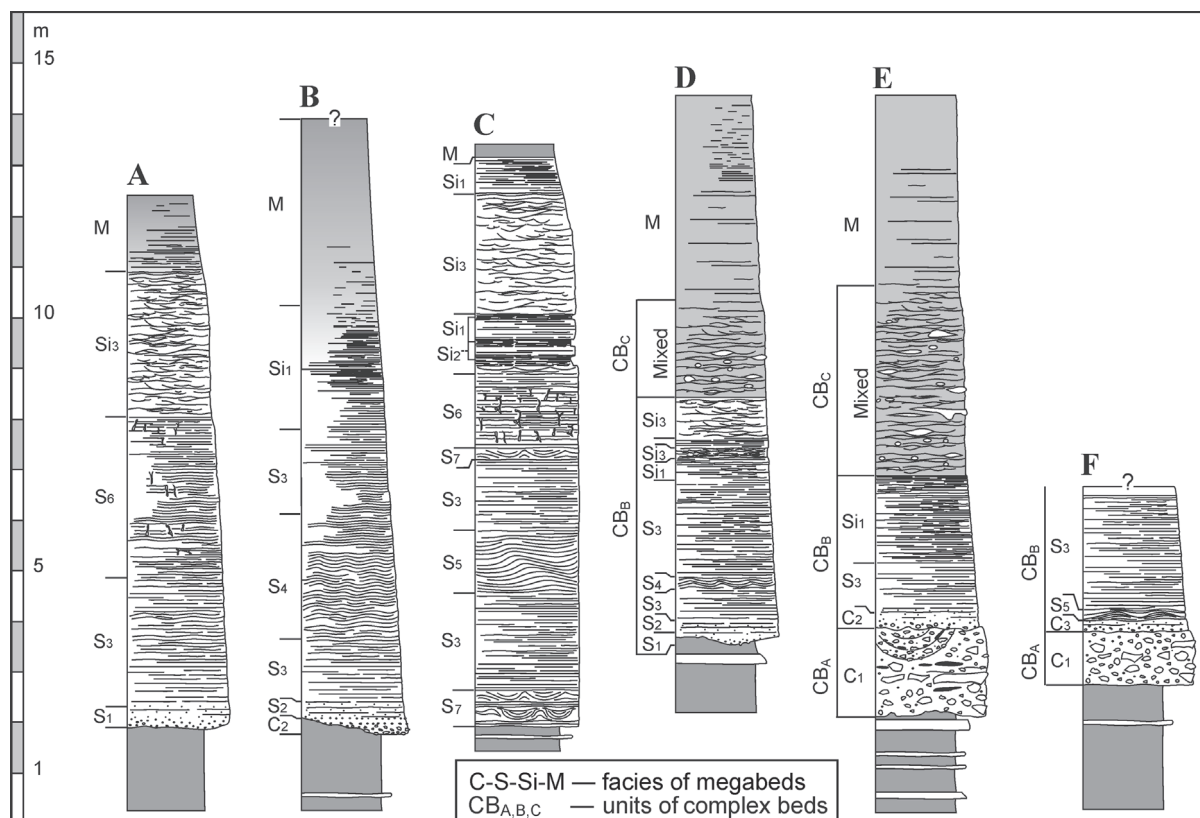 m
15
10
5
1
A
M
Si3
S6
S3
S1
B
?
M
Si1
S3
S4
S3
S2
C2
C
M
Si1
Si3
Si1
Si2
S6
S7
S3
S5
S3
S7
D
M
CBC
Mixed
Si3
Si3
Si1
CBB
S3
S4
S3
S2
S1
E
M
CBC
Mixed
CBB
Si1
S3
C2
CBA
C1
F
?
CBB
S3
S5
C3
CBA
C1
C-S-Si-M — facies of megabeds
CBA,B,C — units of complex beds